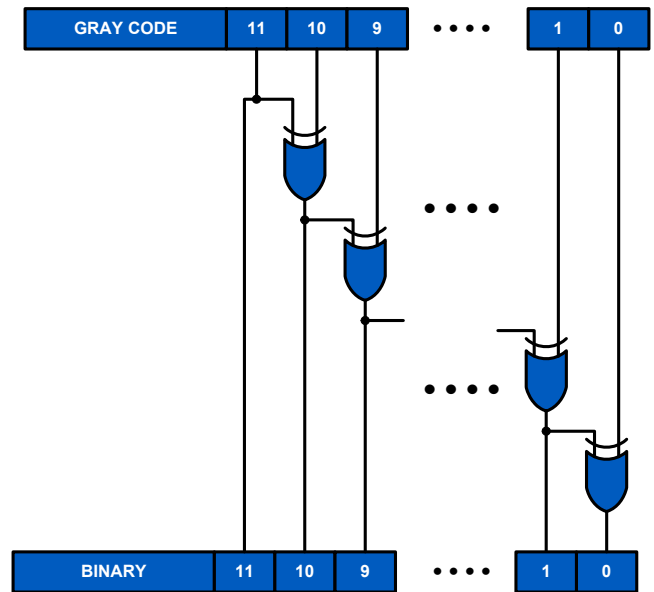 GRAY CODE 11 10 9 •••• 1 0
BINARY 11 10 9 •••• 1 0